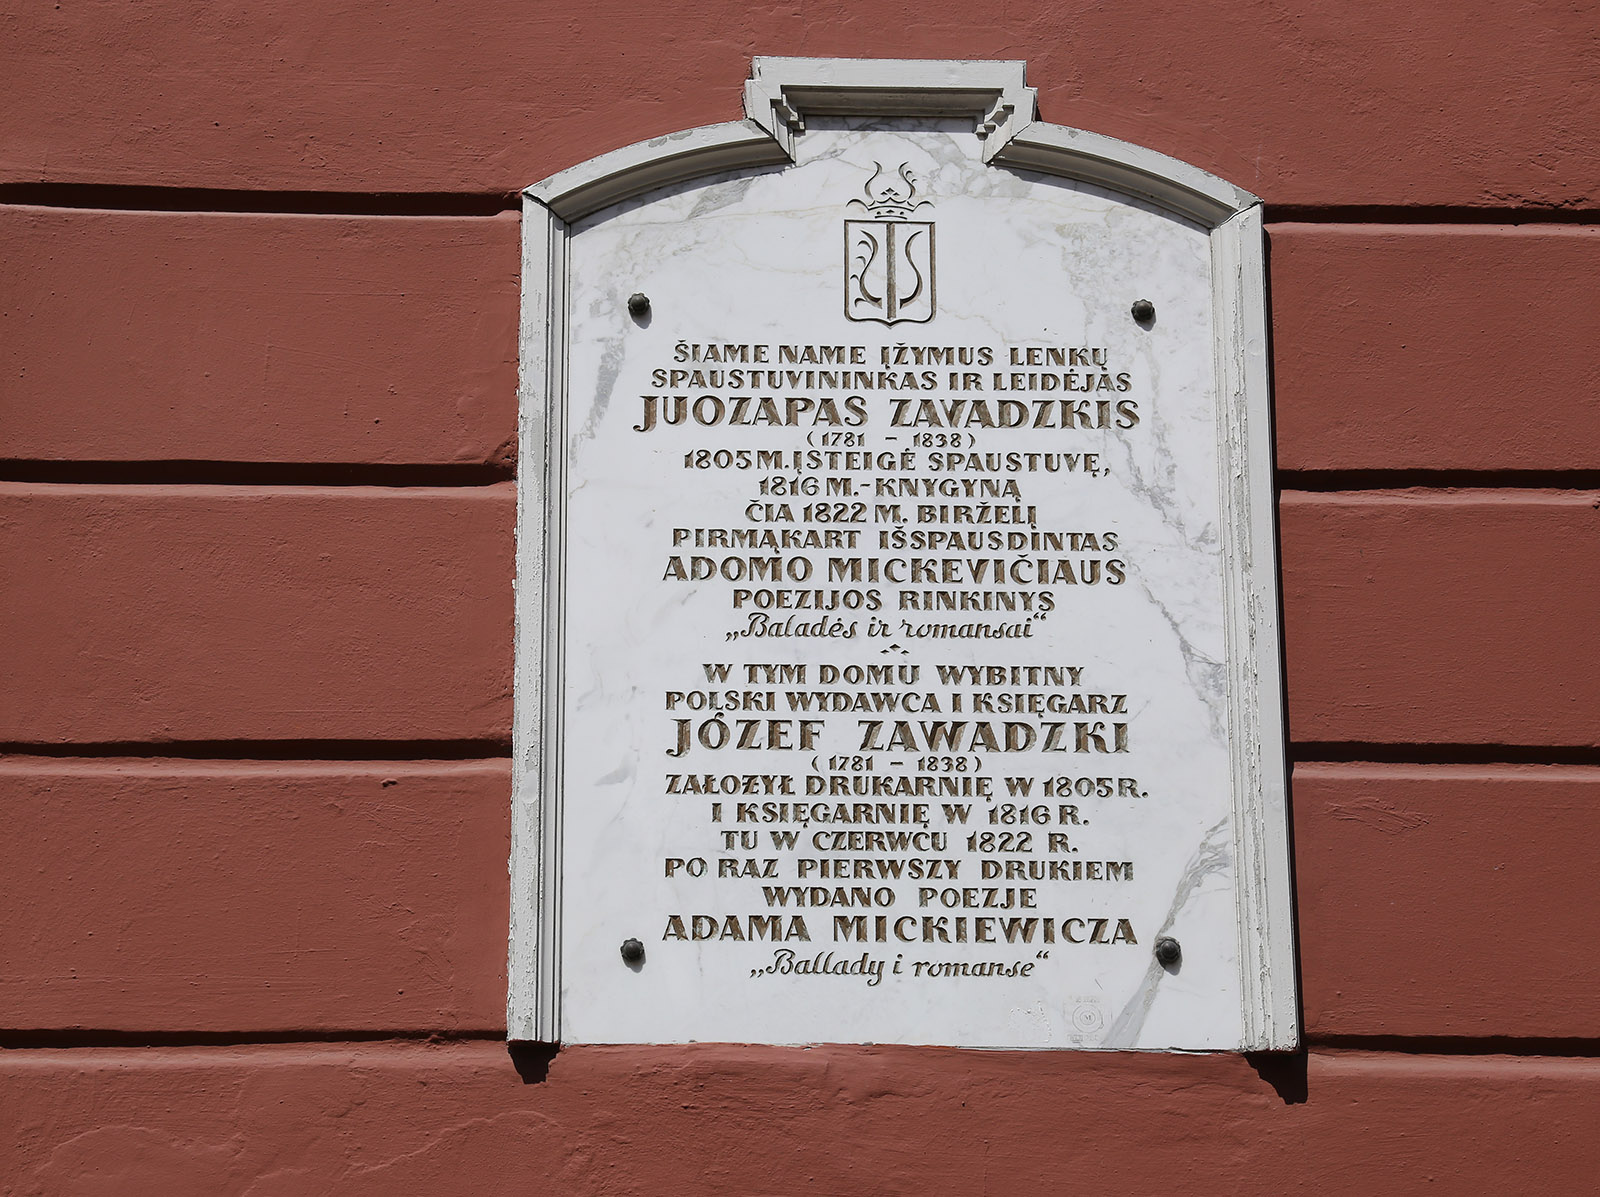 ŠIAME NAME ĮŽYMUS LENKŲ
SPAUSTUVININKAS IR LEIDĖJAS
JUOZAPAS ZAVADZKIS
(1781 – 1838)
1805 M. ĮSTEIGĖ SPAUSTUVĘ,
1816 M.- KNYGYNĄ
ČIA 1822 M. BIRŽELĮ
PIRMĄKART IŠSPAUSDINTAS
ADOMO MICKEVIČIAUS
POEZIJOS RINKINYS
„Baladės ir romansai“
W TYM DOMU WYBITNY
POLSKI WYDAWCA I KSIĘGARZ
JÓZEF ZAWADZKI
(1781 – 1838)
ZAŁOŻYŁ DRUKARNIĘ W 1805 R.
I KSIĘGARNIĘ W 1816 R.
TU W CZERWCU 1822 R.
PO RAZ PIERWSZY DRUKIEM
WYDANO POEZJE
ADAMA MICKIEWICZA
„Ballady i romanse“